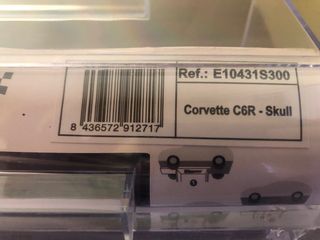 Ref.: E10431S300
Corvette C6R - Skull
8 436572 912717